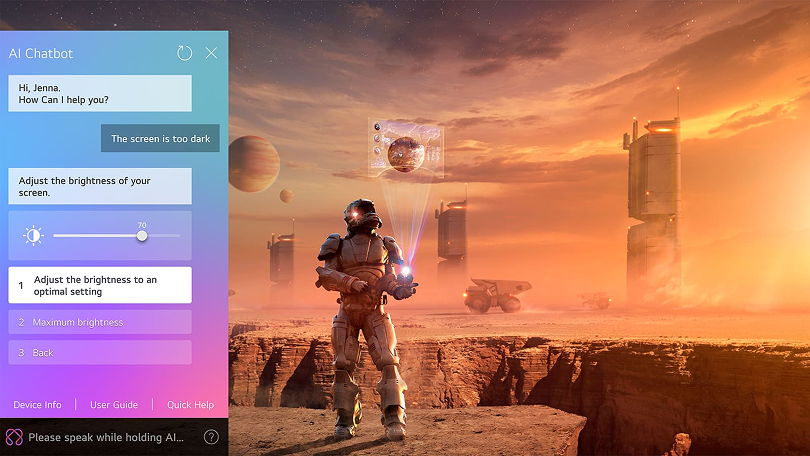 AI Chatbot
Hi, Jenna.
How Can I help you?
The screen is too dark
Adjust the brightness of your
screen.
70
1 Adjust the brightness to an
optimal setting
2 Maximum brightness
3 Back
Device Info | User Guide | Quick Help
Please speak while holding AI...
?